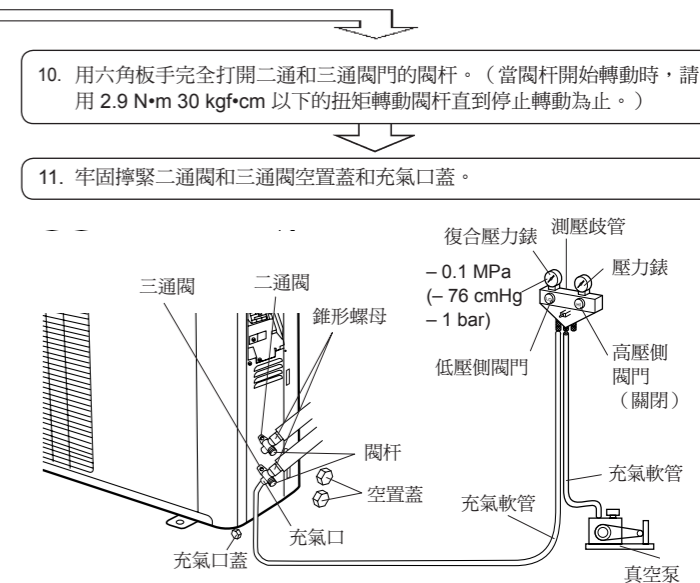 10. 用六角板手完全打開二通和三通閥門的閥杆。（當閥杆開始轉動時，請
用 2.9 N•m 30 kgf•cm 以下的扭矩轉動閥杆直到停止轉動為止。）
11. 牢固擰緊二通閥和三通閥空置蓋和充氣口蓋。
復合壓力錶
測壓歧管
– 0.1 MPa
(– 76 cmHg
– 1 bar)
壓力錶
三通閥
二通閥
錐形螺母
低壓側閥門
高壓側
閥門
（關閉）
閥杆
空置蓋
充氣軟管
充氣軟管
充氣口
充氣口蓋
真空泵